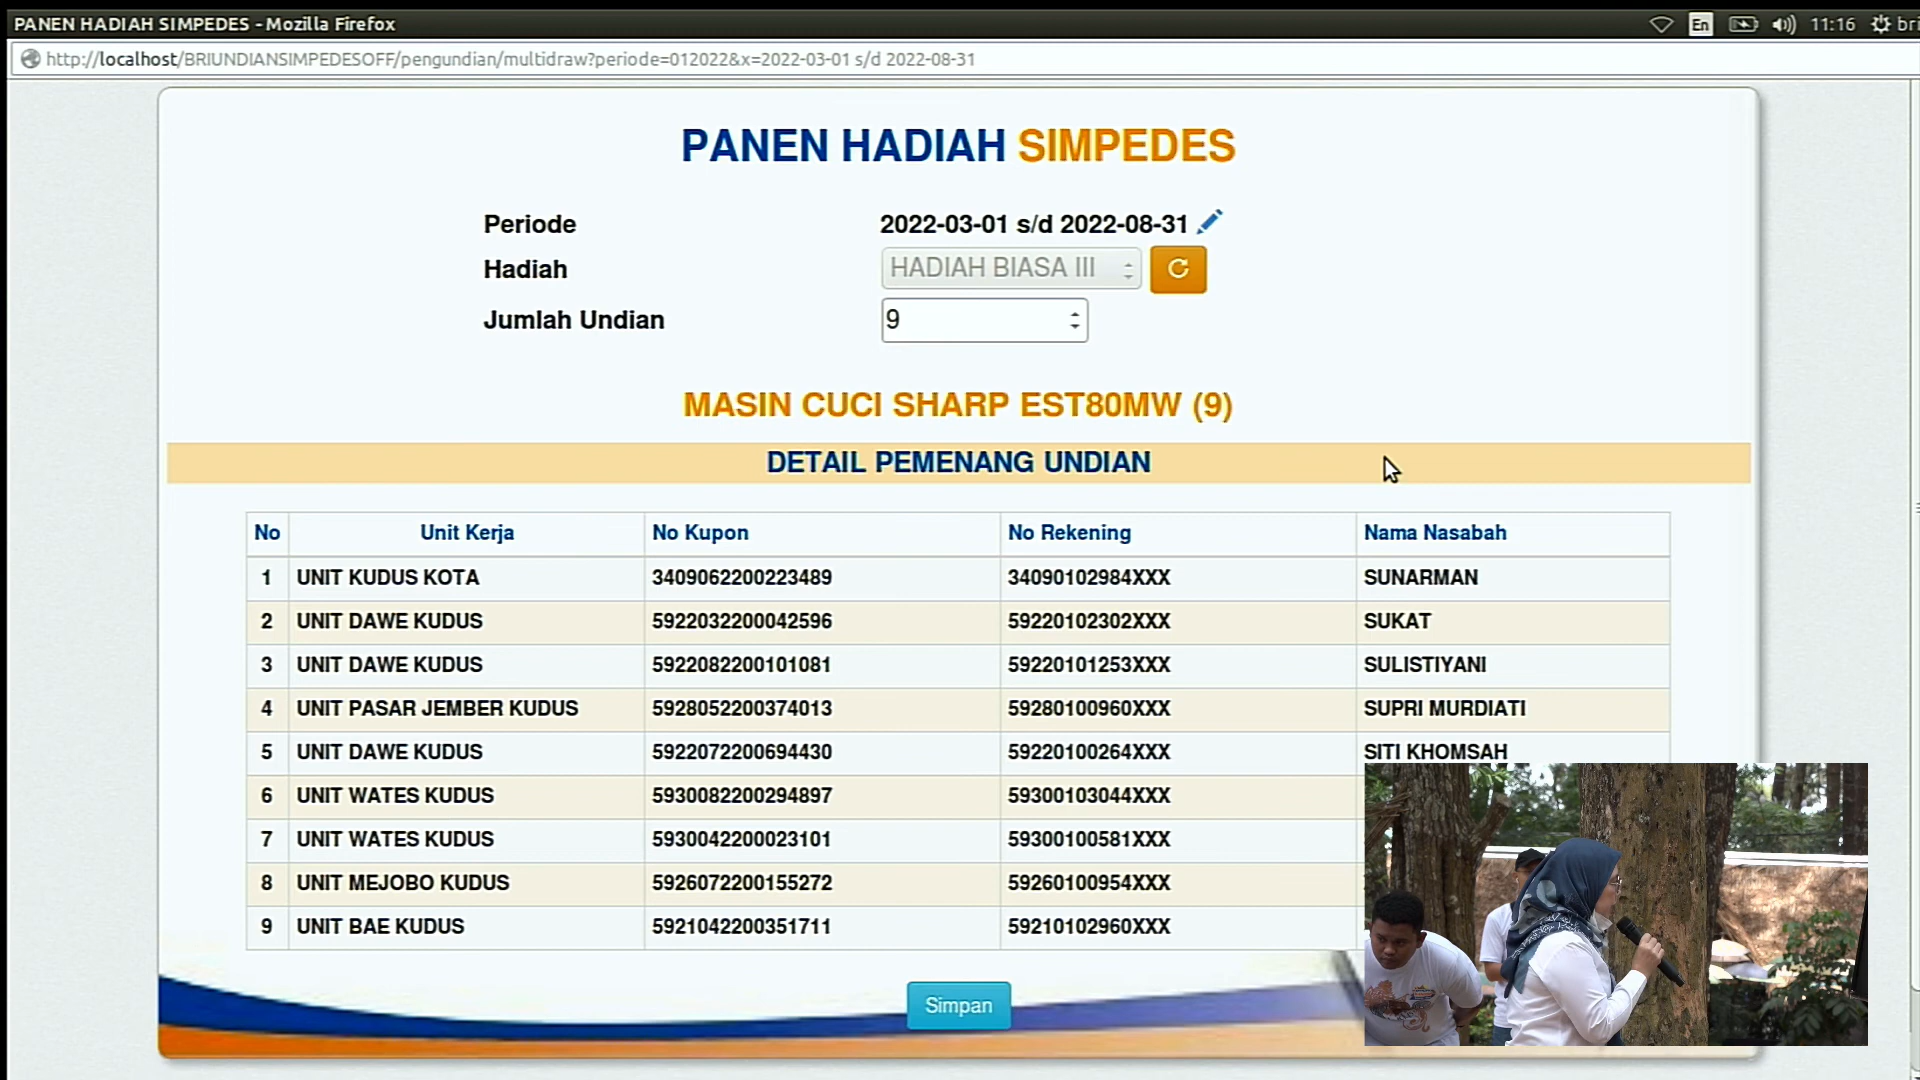 PANEN HADIAH SIMPEDES - Mozilla Firefox
En
11:16
bri
http://localhost/BRIUNDIANSIMPEDESOFF/pengundian/multidraw?periode=012022&x=2022-03-01 s/d 2022-08-31
PANEN HADIAH SIMPEDES
Periode 2022-03-01 s/d 2022-08-31
Hadiah HADIAH BIASA III
Jumlah Undian 9
MASIN CUCI SHARP EST80MW (9)
DETAIL PEMENANG UNDIAN
No Unit Kerja No Kupon No Rekening Nama Nasabah
1 UNIT KUDUS KOTA 3409062200223489 34090102984XXX SUNARMAN
2 UNIT DAWE KUDUS 5922032200042596 59220102302XXX SUKAT
3 UNIT DAWE KUDUS 5922082200101081 59220101253XXX SULISTIYANI
4 UNIT PASAR JEMBER KUDUS 5928052200374013 59280100960XXX SUPRI MURDIATI
5 UNIT DAWE KUDUS 5922072200694430 59220100264XXX SITI KHOMSAH
6 UNIT WATES KUDUS 5930082200294897 59300103044XXX
7 UNIT WATES KUDUS 5930042200023101 59300100581XXX
8 UNIT MEJOBO KUDUS 5926072200155272 59260100954XXX
9 UNIT BAE KUDUS 5921042200351711 59210102960XXX
Simpan